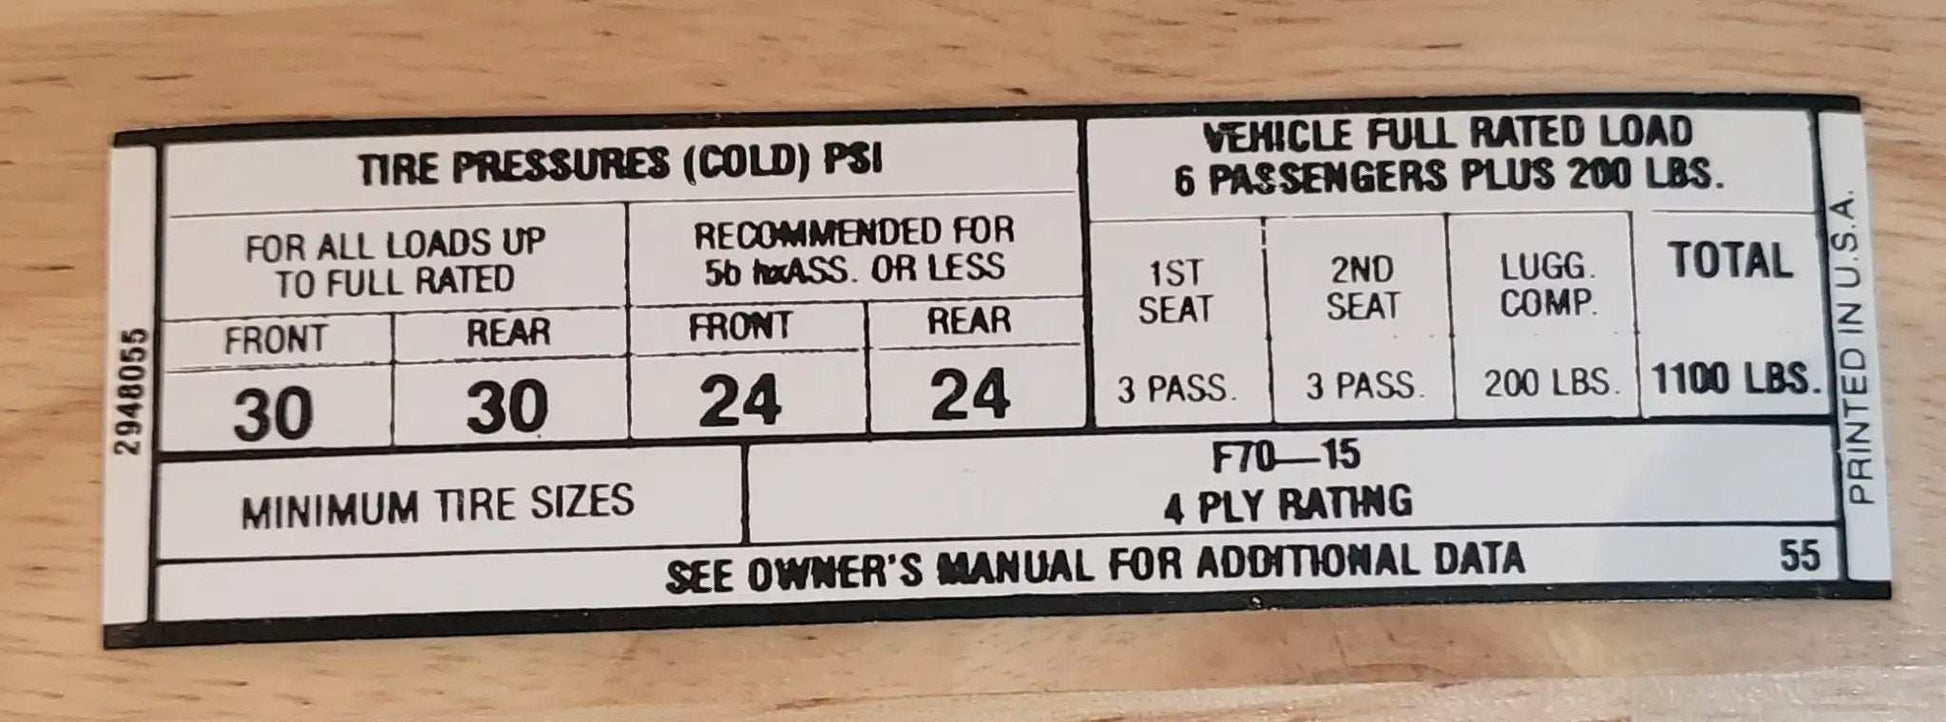 TIRE PRESSURES (COLD) PSI
FOR ALL LOADS UP
TO FULL RATED
RECOMMENDED FOR
OR LESS
FRONT
REAR
FRONT
REAR
30
30
24
24
VEHICLE FULL RATED LOAD
6 PASSENGERS PLUS 200 LBS.
1ST
SEAT
2ND
SEAT
LUGG.
COMP.
TOTAL
3 PASS.
3 PASS.
200 LBS.
1100 LBS.
MINIMUM TIRE SIZES
F70—15
4 PLY RATING
SEE OWNER'S MANUAL FOR ADDITIONAL DATA
55
2948055
PRINTED IN U.S.A.